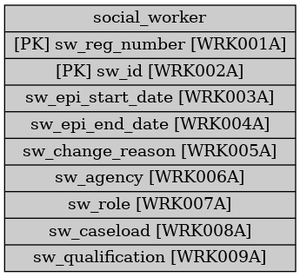 social_worker
[PK] sw_reg_number [WRK001A]
[PK] sw_id [WRK002A]
sw_epi_start_date [WRK003A]
sw_epi_end_date [WRK004A]
sw_change_reason [WRK005A]
sw_agency [WRK006A]
sw_role [WRK007A]
sw_caseload [WRK008A]
sw_qualification [WRK009A]